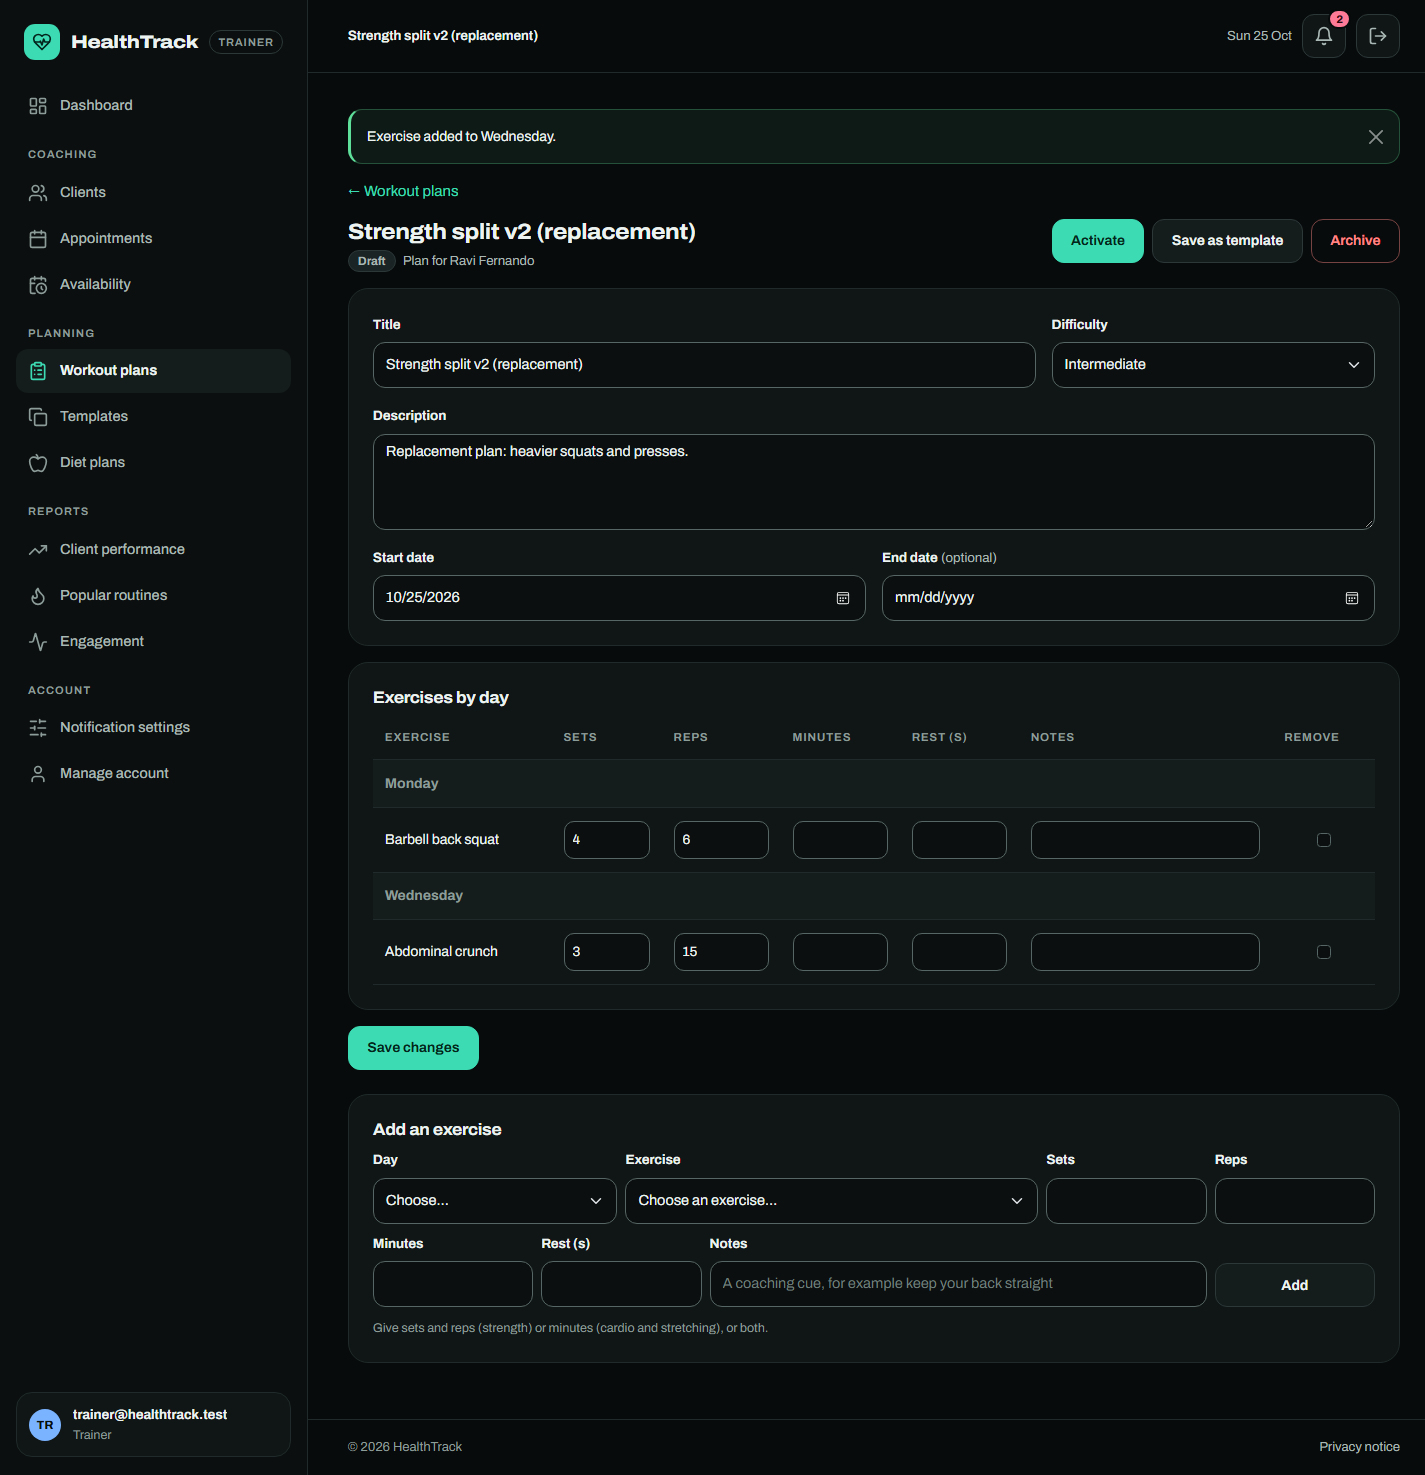 HealthTrack TRAINER
Dashboard
COACHING
Clients
Appointments
Availability
PLANNING
Workout plans
Templates
Diet plans
REPORTS
Client performance
Popular routines
Engagement
ACCOUNT
Notification settings
Manage account
TR
trainer@healthtrack.test
Trainer
Strength split v2 (replacement)
Sun 25 Oct
2
Exercise added to Wednesday.
← Workout plans
Strength split v2 (replacement)
Draft Plan for Ravi Fernando
Activate
Save as template
Archive
Title
Strength split v2 (replacement)
Difficulty
Intermediate
Description
Replacement plan: heavier squats and presses.
Start date
10/25/2026
End date (optional)
mm/dd/yyyy
Exercises by day
EXERCISE SETS REPS MINUTES REST (S) NOTES REMOVE
Monday
Barbell back squat 4 6
Wednesday
Abdominal crunch 3 15
Save changes
Add an exercise
Day Exercise Sets Reps
Choose... Choose an exercise...
Minutes Rest (s) Notes
A coaching cue, for example keep your back straight
Add
Give sets and reps (strength) or minutes (cardio and stretching), or both.
© 2026 HealthTrack
Privacy notice